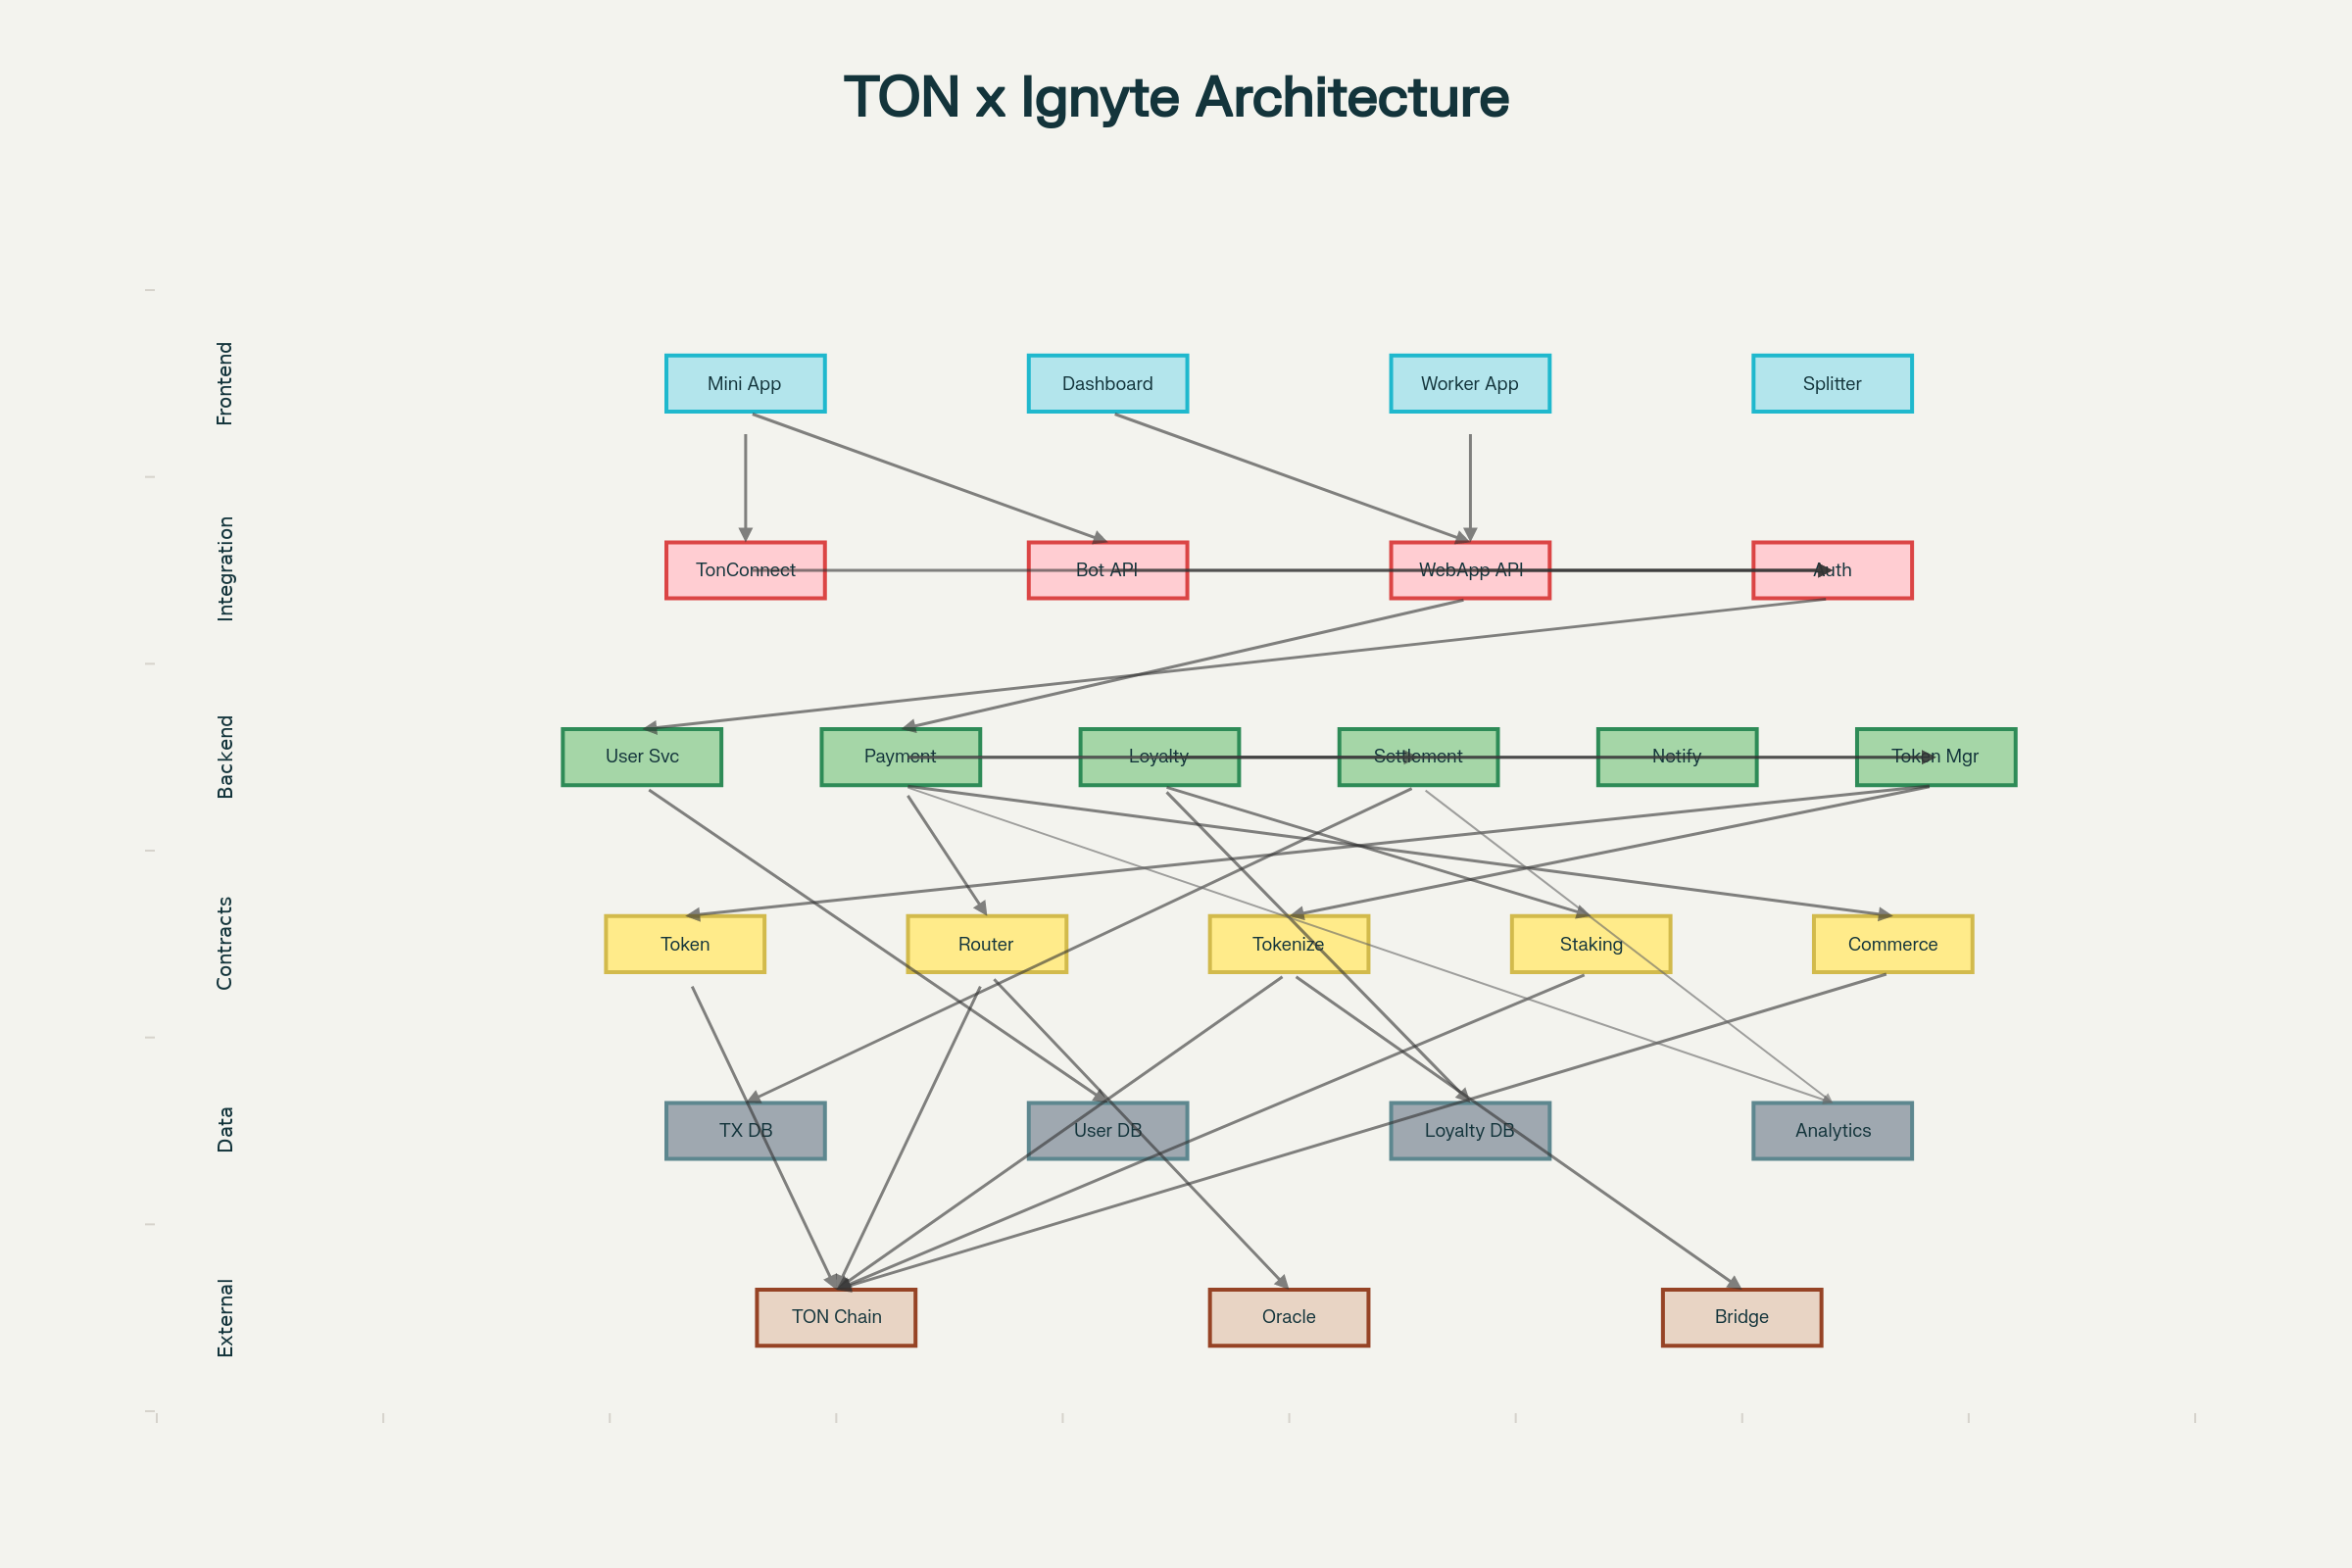 TON x Ignyte Architecture
Frontend
Mini App
Dashboard
Worker App
Splitter
Integration
TonConnect
Bot API
WebApp API
Auth
Backend
User Svc
Payment
Loyalty
Settlement
Notify
Token Mgr
Contracts
Token
Router
Tokenize
Staking
Commerce
Data
TX DB
User DB
Loyalty DB
Analytics
External
TON Chain
Oracle
Bridge